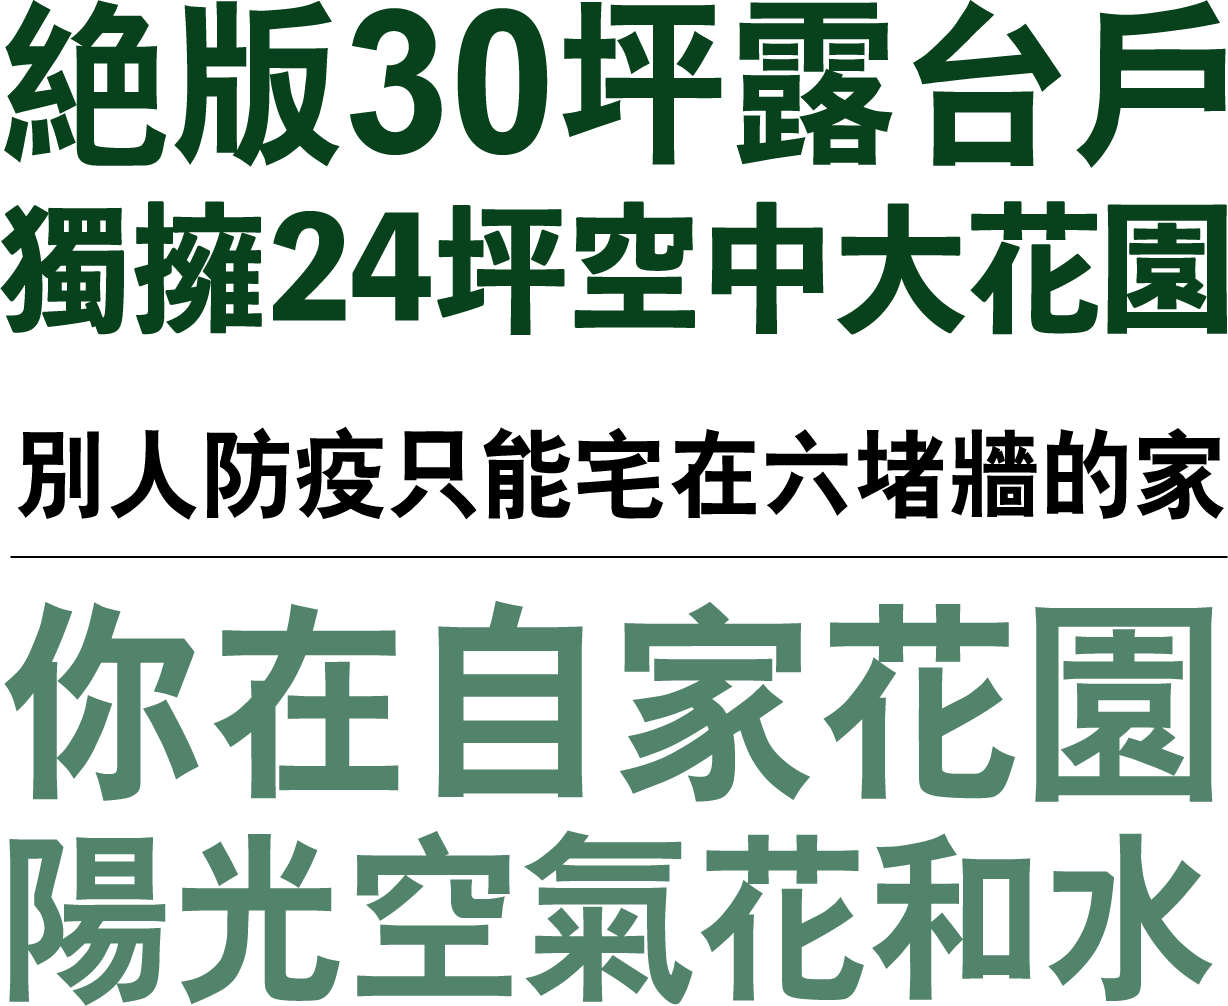 絕版30坪露台戶
獨擁24坪空中大花園
別人防疫只能宅在六堵牆的家
你在自家花園
陽光空氣花和水